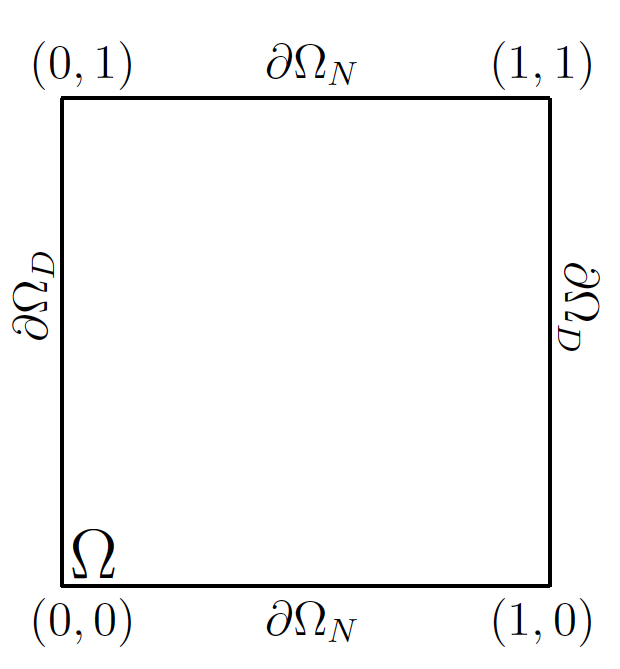 (0, 1) ∂Ω_N (1, 1)
∂Ω_D
∂Ω_D
Ω
(0, 0) ∂Ω_N (1, 0)